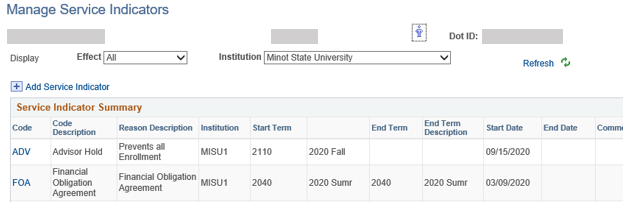 Manage Service Indicators
Dot ID:
Display Effect All Institution Minot State University
Refresh
Add Service Indicator
Service Indicator Summary
Code Code Description Reason Description Institution Start Term End Term End Term Description Start Date End Date
ADV Advisor Hold Prevents all Enrollment MISU1 2110 2020 Fall 09/15/2020
FOA Financial Obligation Agreement Financial Obligation Agreement MISU1 2040 2020 Sumr 2040 2020 Sumr 03/09/2020